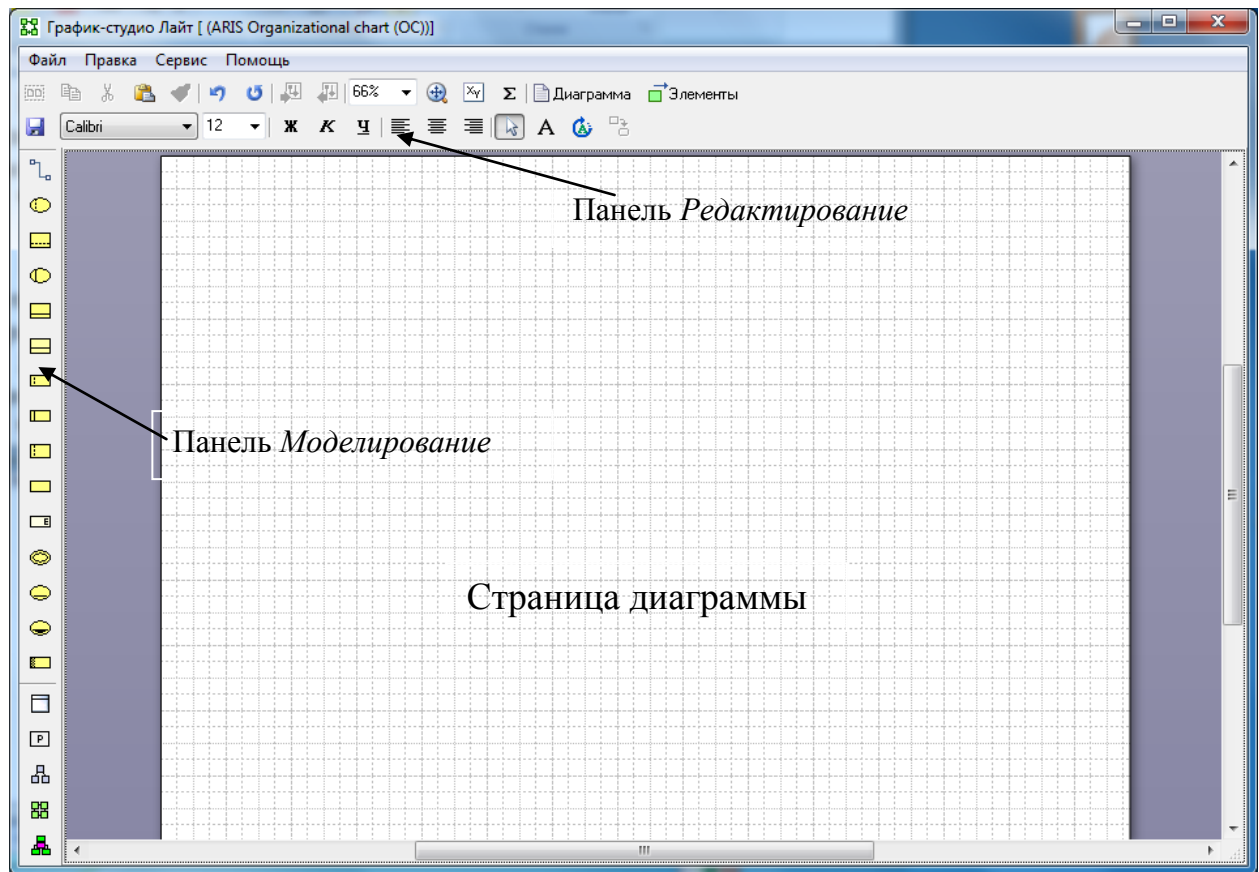 График-студио Лайт [ (ARIS Organizational chart (OC))]
Файл Правка Сервис Помощь
66% XY Σ Диаграмма Элементы
Calibri 12 Ж К Ч A
Панель Редактирование
Панель Моделирование
E
Страница диаграммы
P